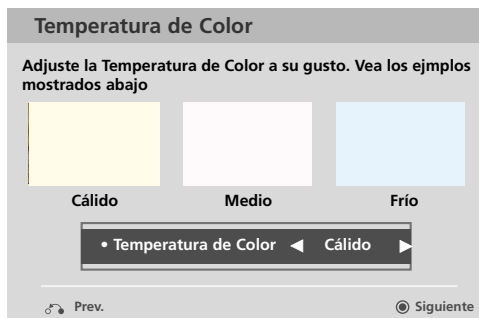 Temperatura de Color
Adjuste la Temperatura de Color a su gusto. Vea los ejmplos
mostrados abajo
Cálido Medio Frío
• Temperatura de Color ◀ Cálido ▶
Prev. Siguiente